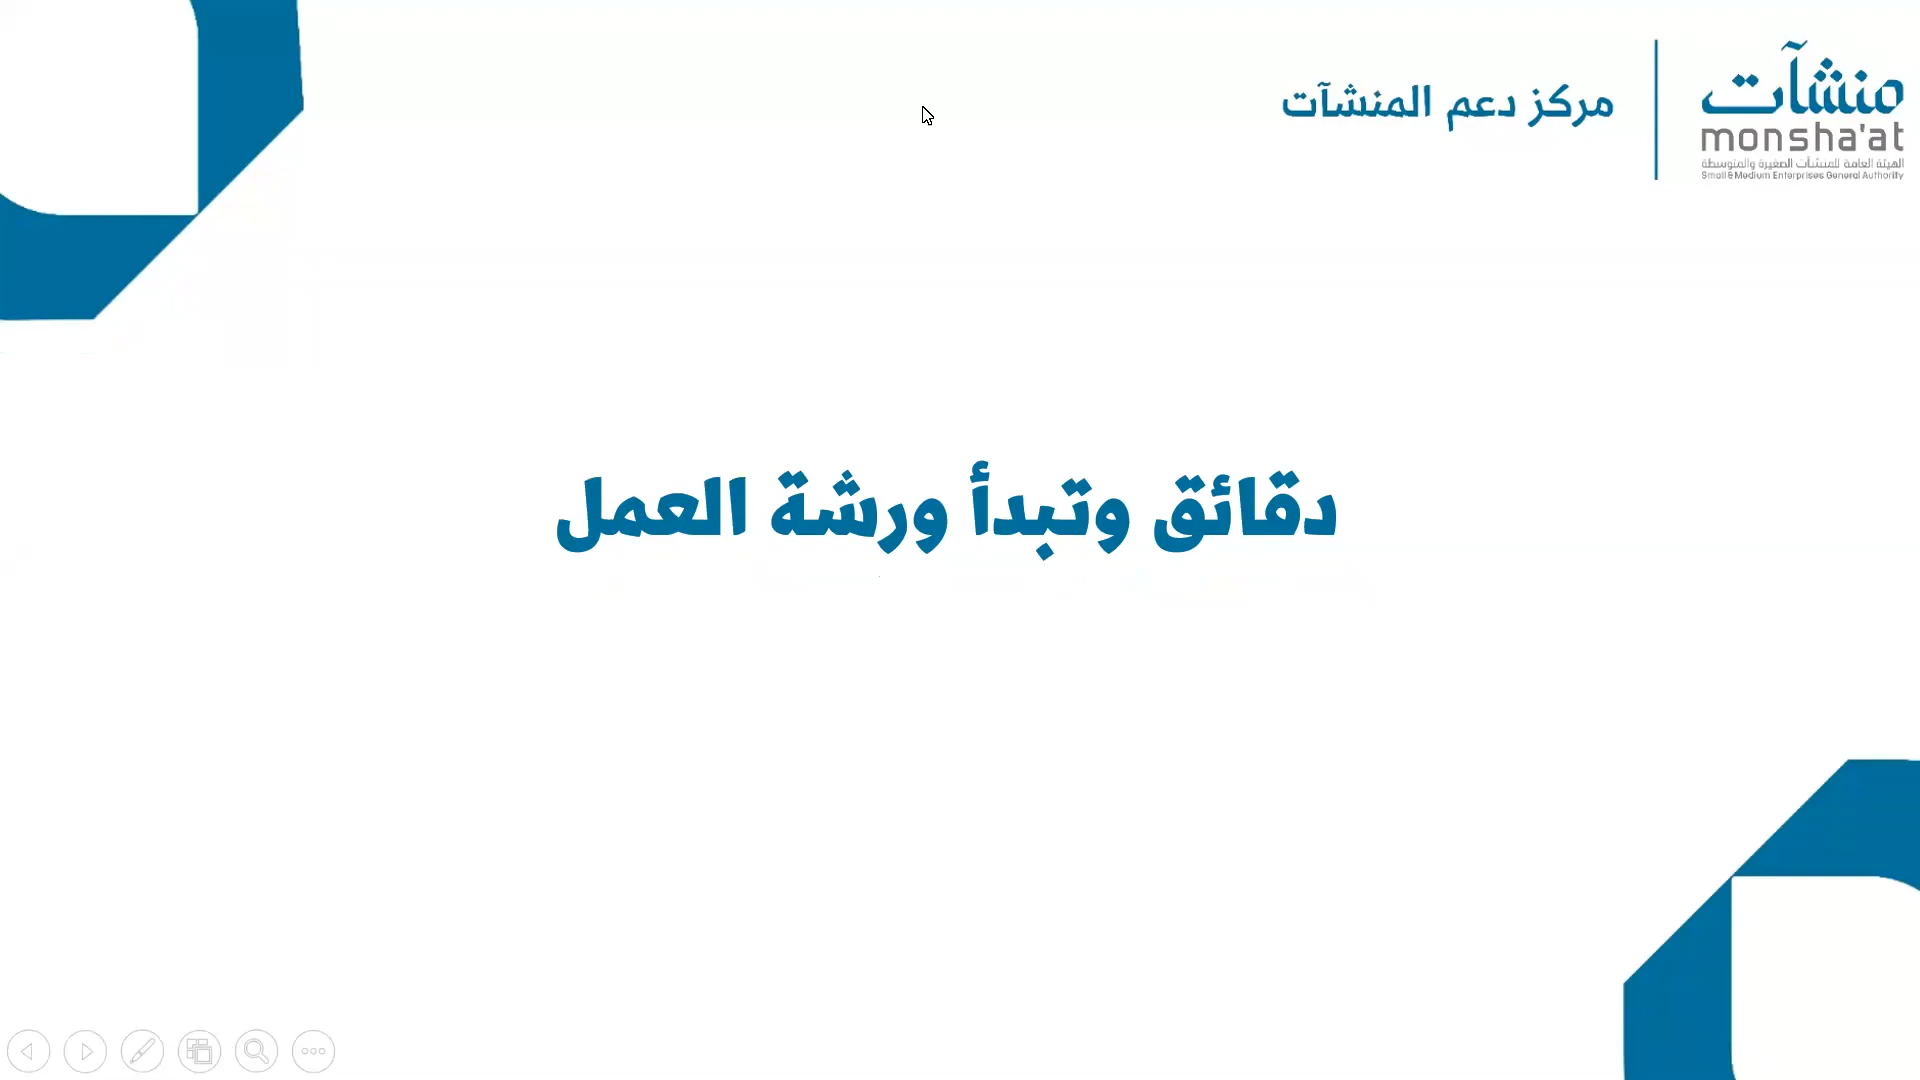 منشآت
monsha'at
الهيئة العامة للمنشآت الصغيرة والمتوسطة
Small & Medium Enterprises General Authority
مركز دعم المنشآت
دقائق وتبدأ ورشة العمل